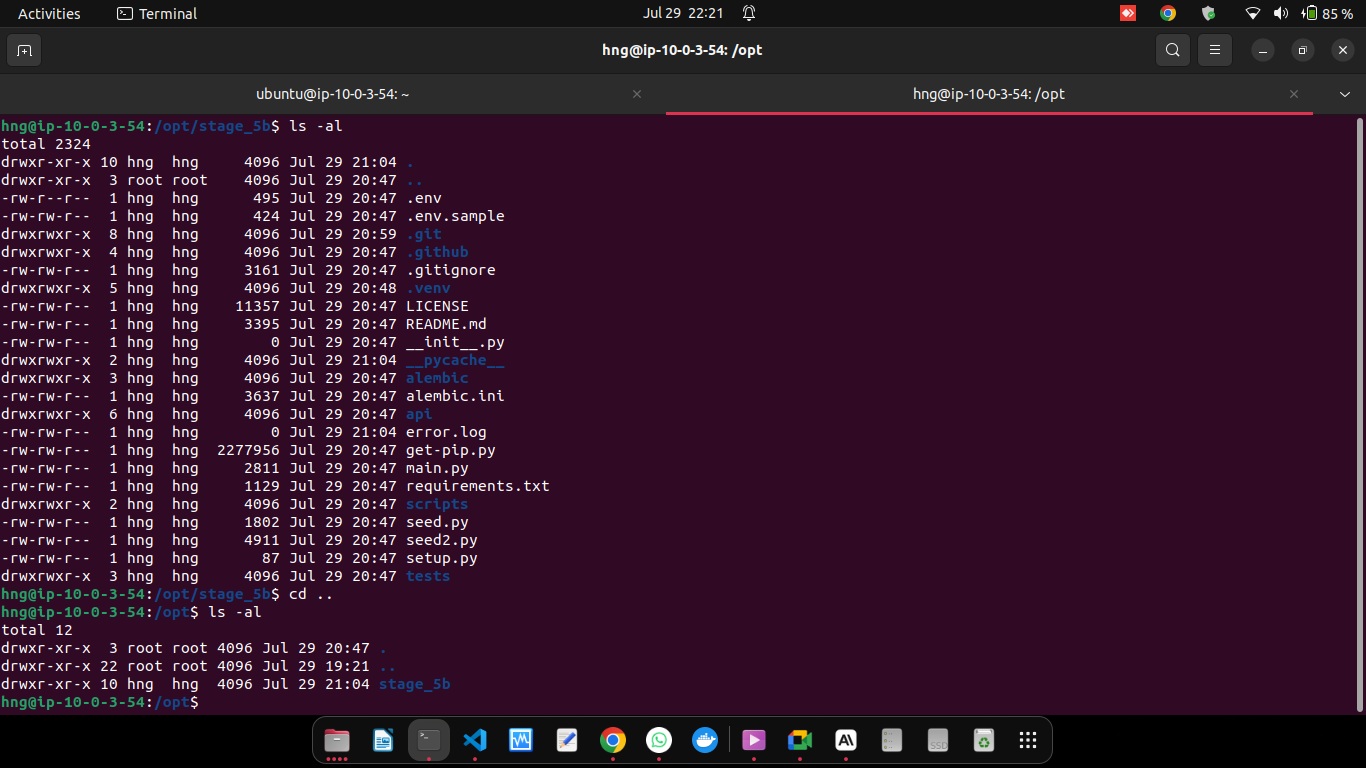 Activities Terminal Jul 29 22:21 85 %
hng@ip-10-0-3-54: /opt
ubuntu@ip-10-0-3-54: ~ hng@ip-10-0-3-54: /opt
hng@ip-10-0-3-54:/opt/stage_5b$ ls -al
total 2324
drwxr-xr-x 10 hng  hng     4096 Jul 29 21:04 .
drwxr-xr-x  3 root root    4096 Jul 29 20:47 ..
-rw-r--r--  1 hng  hng      495 Jul 29 20:47 .env
-rw-rw-r--  1 hng  hng      424 Jul 29 20:47 .env.sample
drwxrwxr-x  8 hng  hng     4096 Jul 29 20:59 .git
drwxrwxr-x  4 hng  hng     4096 Jul 29 20:47 .github
-rw-rw-r--  1 hng  hng     3161 Jul 29 20:47 .gitignore
drwxrwxr-x  5 hng  hng     4096 Jul 29 20:48 .venv
-rw-rw-r--  1 hng  hng    11357 Jul 29 20:47 LICENSE
-rw-rw-r--  1 hng  hng     3395 Jul 29 20:47 README.md
-rw-rw-r--  1 hng  hng        0 Jul 29 20:47 __init__.py
drwxrwxr-x  2 hng  hng     4096 Jul 29 21:04 __pycache__
drwxrwxr-x  3 hng  hng     4096 Jul 29 20:47 alembic
-rw-rw-r--  1 hng  hng     3637 Jul 29 20:47 alembic.ini
drwxrwxr-x  6 hng  hng     4096 Jul 29 20:47 api
-rw-rw-r--  1 hng  hng        0 Jul 29 21:04 error.log
-rw-rw-r--  1 hng  hng  2277956 Jul 29 20:47 get-pip.py
-rw-rw-r--  1 hng  hng     2811 Jul 29 20:47 main.py
-rw-rw-r--  1 hng  hng     1129 Jul 29 20:47 requirements.txt
drwxrwxr-x  2 hng  hng     4096 Jul 29 20:47 scripts
-rw-rw-r--  1 hng  hng     1802 Jul 29 20:47 seed.py
-rw-rw-r--  1 hng  hng     4911 Jul 29 20:47 seed2.py
-rw-rw-r--  1 hng  hng       87 Jul 29 20:47 setup.py
drwxrwxr-x  3 hng  hng     4096 Jul 29 20:47 tests
hng@ip-10-0-3-54:/opt/stage_5b$ cd ..
hng@ip-10-0-3-54:/opt$ ls -al
total 12
drwxr-xr-x  3 root root 4096 Jul 29 20:47 .
drwxr-xr-x 22 root root 4096 Jul 29 19:21 ..
drwxr-xr-x 10 hng  hng  4096 Jul 29 21:04 stage_5b
hng@ip-10-0-3-54:/opt$
SSD